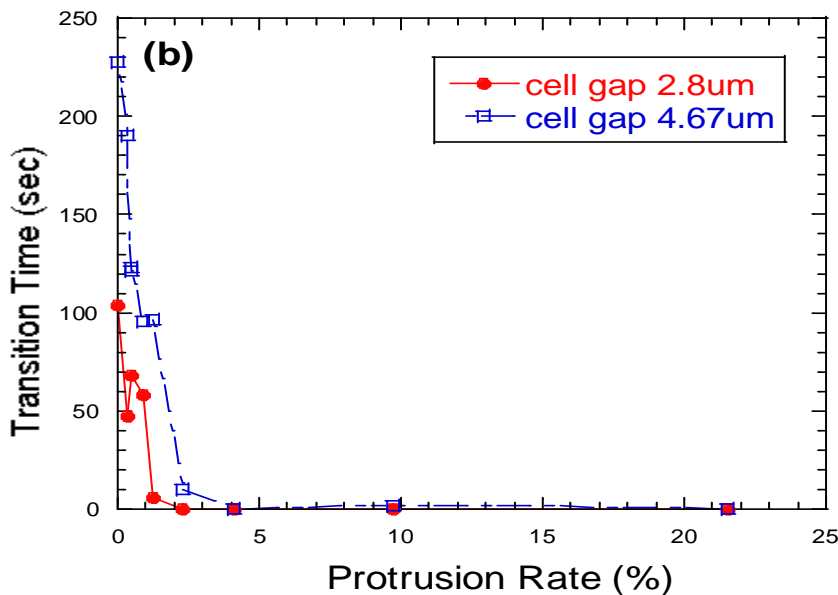 250
(b)
cell gap 2.8um
cell gap 4.67um
200
150
100
50
0
Transition Time (sec)
0 5 10 15 20 25
Protrusion Rate (%)